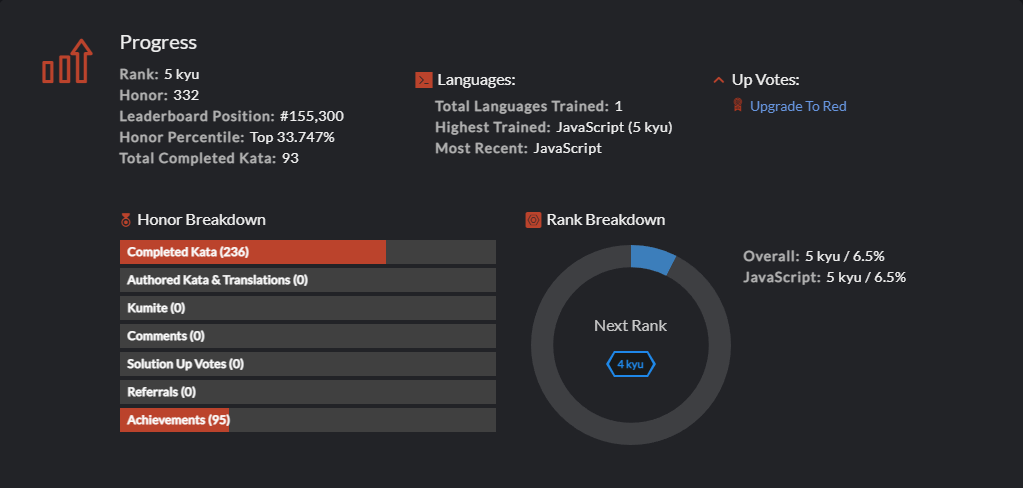 Progress
Rank: 5 kyu
Honor: 332
Leaderboard Position: #155,300
Honor Percentile: Top 33.747%
Total Completed Kata: 93
Languages:
Total Languages Trained: 1
Highest Trained: JavaScript (5 kyu)
Most Recent: JavaScript
Up Votes:
Upgrade To Red
Honor Breakdown
Completed Kata (236)
Authored Kata & Translations (0)
Kumite (0)
Comments (0)
Solution Up Votes (0)
Referrals (0)
Achievements (95)
Rank Breakdown
Next Rank
4 kyu
Overall: 5 kyu / 6.5%
JavaScript: 5 kyu / 6.5%